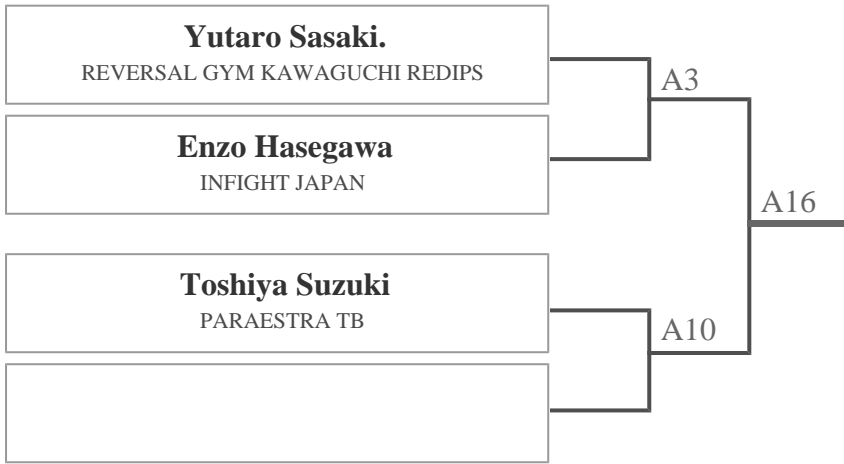 Yutaro Sasaki.
REVERSAL GYM KAWAGUCHI REDIPS
A3
Enzo Hasegawa
INFIGHT JAPAN
A16
Toshiya Suzuki
PARAESTRA TB
A10